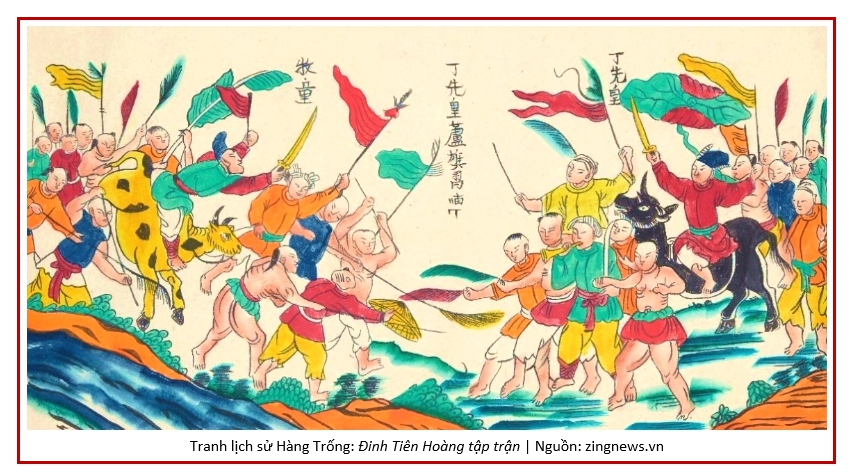 牧童
丁先皇蘆旗習
丁先皇
Tranh lịch sử Hàng Trống: Đinh Tiên Hoàng tập trận | Nguồn: zingnews.vn